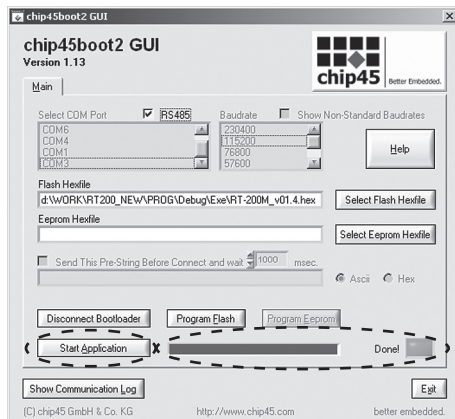 chip45boot2 GUI
chip45boot2 GUI
Version 1.13
chip45 Better Embedded.
Main
Select COM Port RS485 Baudrate Show Non-Standard Baudrates
COM6 230400
COM4 115200
COM1 76800
COM3 57600
Help
Flash Hexfile
d:\WORK\RT200_NEW\PROG\Debug\Exe\RT-200M_v01.4.hex Select Flash Hexfile
Eeprom Hexfile
Select Eeprom Hexfile
Send This Pre-String Before Connect and wait 1000 msec.
Ascii Hex
Disconnect Bootloader Program Flash Program Eeprom
Start Application Done!
Show Communication Log Exit
(C) chip45 GmbH & Co. KG http://www.chip45.com better embedded.